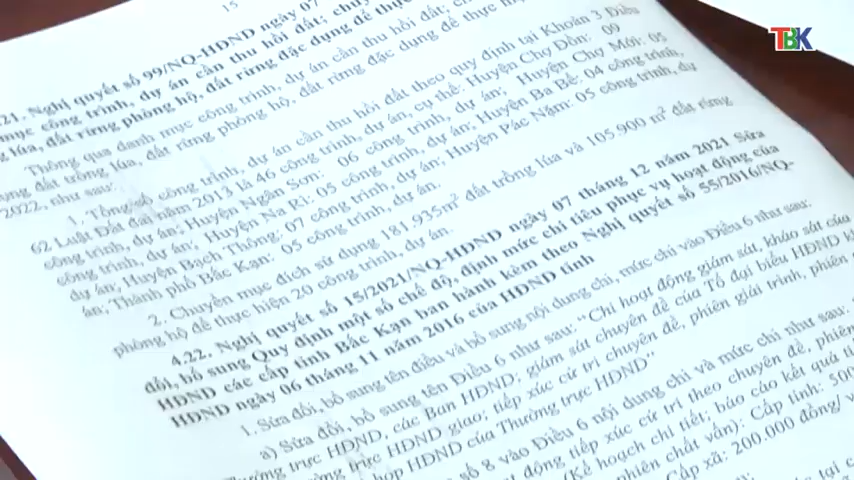 15
TBK
.21. Nghị quyết số 99/NQ-HĐND ngày 07
mục công trình, dự án cần thu hồi đất; chuy
g lúa, đất rừng phòng hộ, đất rừng đặc dụng để thực
Thông qua danh mục công trình, dự án cần thu hồi đất;
ụng đất trồng lúa, đất rừng phòng hộ, đất rừng đặc dụng để thực hiện
2022, như sau:
1. Tổng số công trình, dự án cần thu hồi đất theo quy định tại Khoản 3 Điều
62 Luật Đất đai năm 2013 là 46 công trình, dự án, cụ thể: Huyện Chợ Đồn: 09
công trình, dự án; Huyện Ngân Sơn: 06 công trình, dự án; Huyện Chợ Mới: 05
công trình, dự án; Huyện Na Rì: 05 công trình, dự án; Huyện Ba Bể: 04 công trình,
dự án; Huyện Bạch Thông: 07 công trình, dự án; Huyện Pác Nặm: 05 công trình, dự
án; Thành phố Bắc Kạn: 05 công trình, dự án.
2. Chuyển mục đích sử dụng 181.935m² đất trồng lúa và 105.900 m² đất rừng
phòng hộ để thực hiện 20 công trình, dự án.
4.22. Nghị quyết số 15/2021/NQ-HĐND ngày 07 tháng 12 năm 2021 Sửa
đổi, bổ sung Quy định một số chế độ, định mức chi tiêu phục vụ hoạt động của
HĐND các cấp tỉnh Bắc Kạn ban hành kèm theo Nghị quyết số 55/2016/NQ-
HĐND ngày 06 tháng 11 năm 2016 của HĐND tỉnh
1. Sửa đổi, bổ sung tên điều và bổ sung nội dung chi, mức chi vào Điều 6 như sau:
a) Sửa đổi, bổ sung tên Điều 6 như sau: “Chi hoạt động giám sát, khảo sát của
Thường trực HĐND, các Ban HĐND; giám sát chuyên đề của Tổ đại biểu HĐND k
ường trực HĐND giao; tiếp xúc cử tri chuyên đề, phiên giải trình, phiên
họp HĐND của Thường trực HĐND”
số 8 vào Điều 6 nội dung chi và mức chi như sau:
động tiếp xúc cử tri theo chuyên đề, phiên
(Kế hoạch chi tiết; báo cáo kết quả ti
phiên chất vấn): Cấp tỉnh: 500
Cấp xã: 200.000 đồng/ v